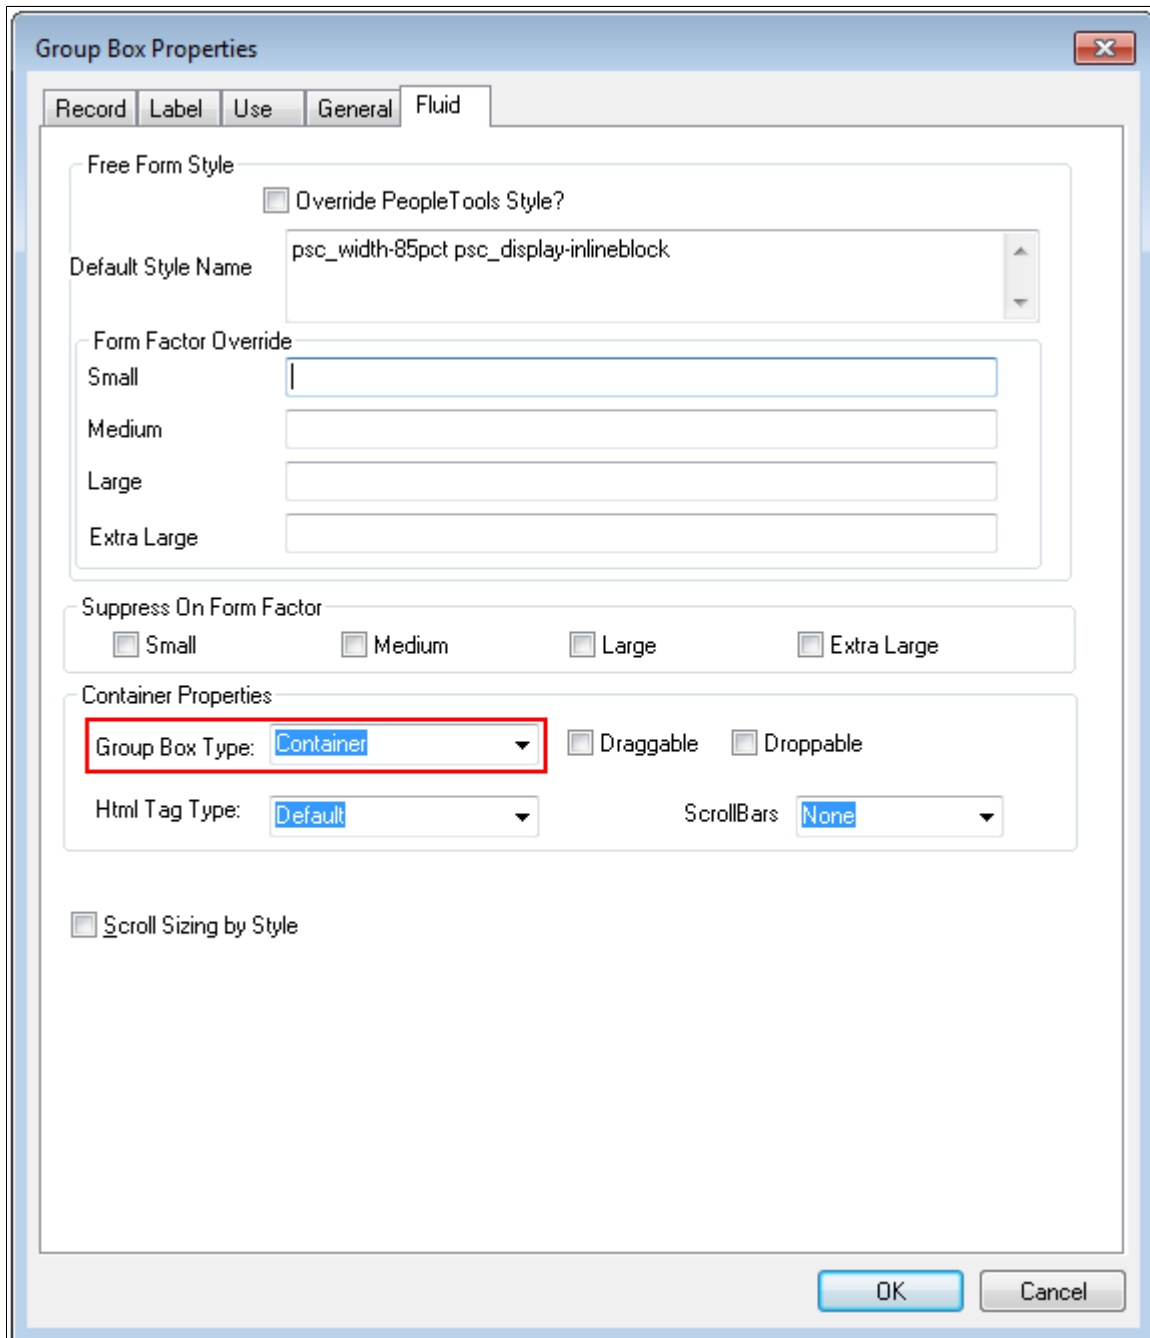 Group Box Properties
Record Label Use General Fluid
Free Form Style
Override PeopleTools Style?
Default Style Name
psc_width-85pct psc_display-inlineblock
Form Factor Override
Small
Medium
Large
Extra Large
Suppress On Form Factor
Small Medium Large Extra Large
Container Properties
Group Box Type: Container Draggable Droppable
Html Tag Type: Default ScrollBars None
Scroll Sizing by Style
OK Cancel